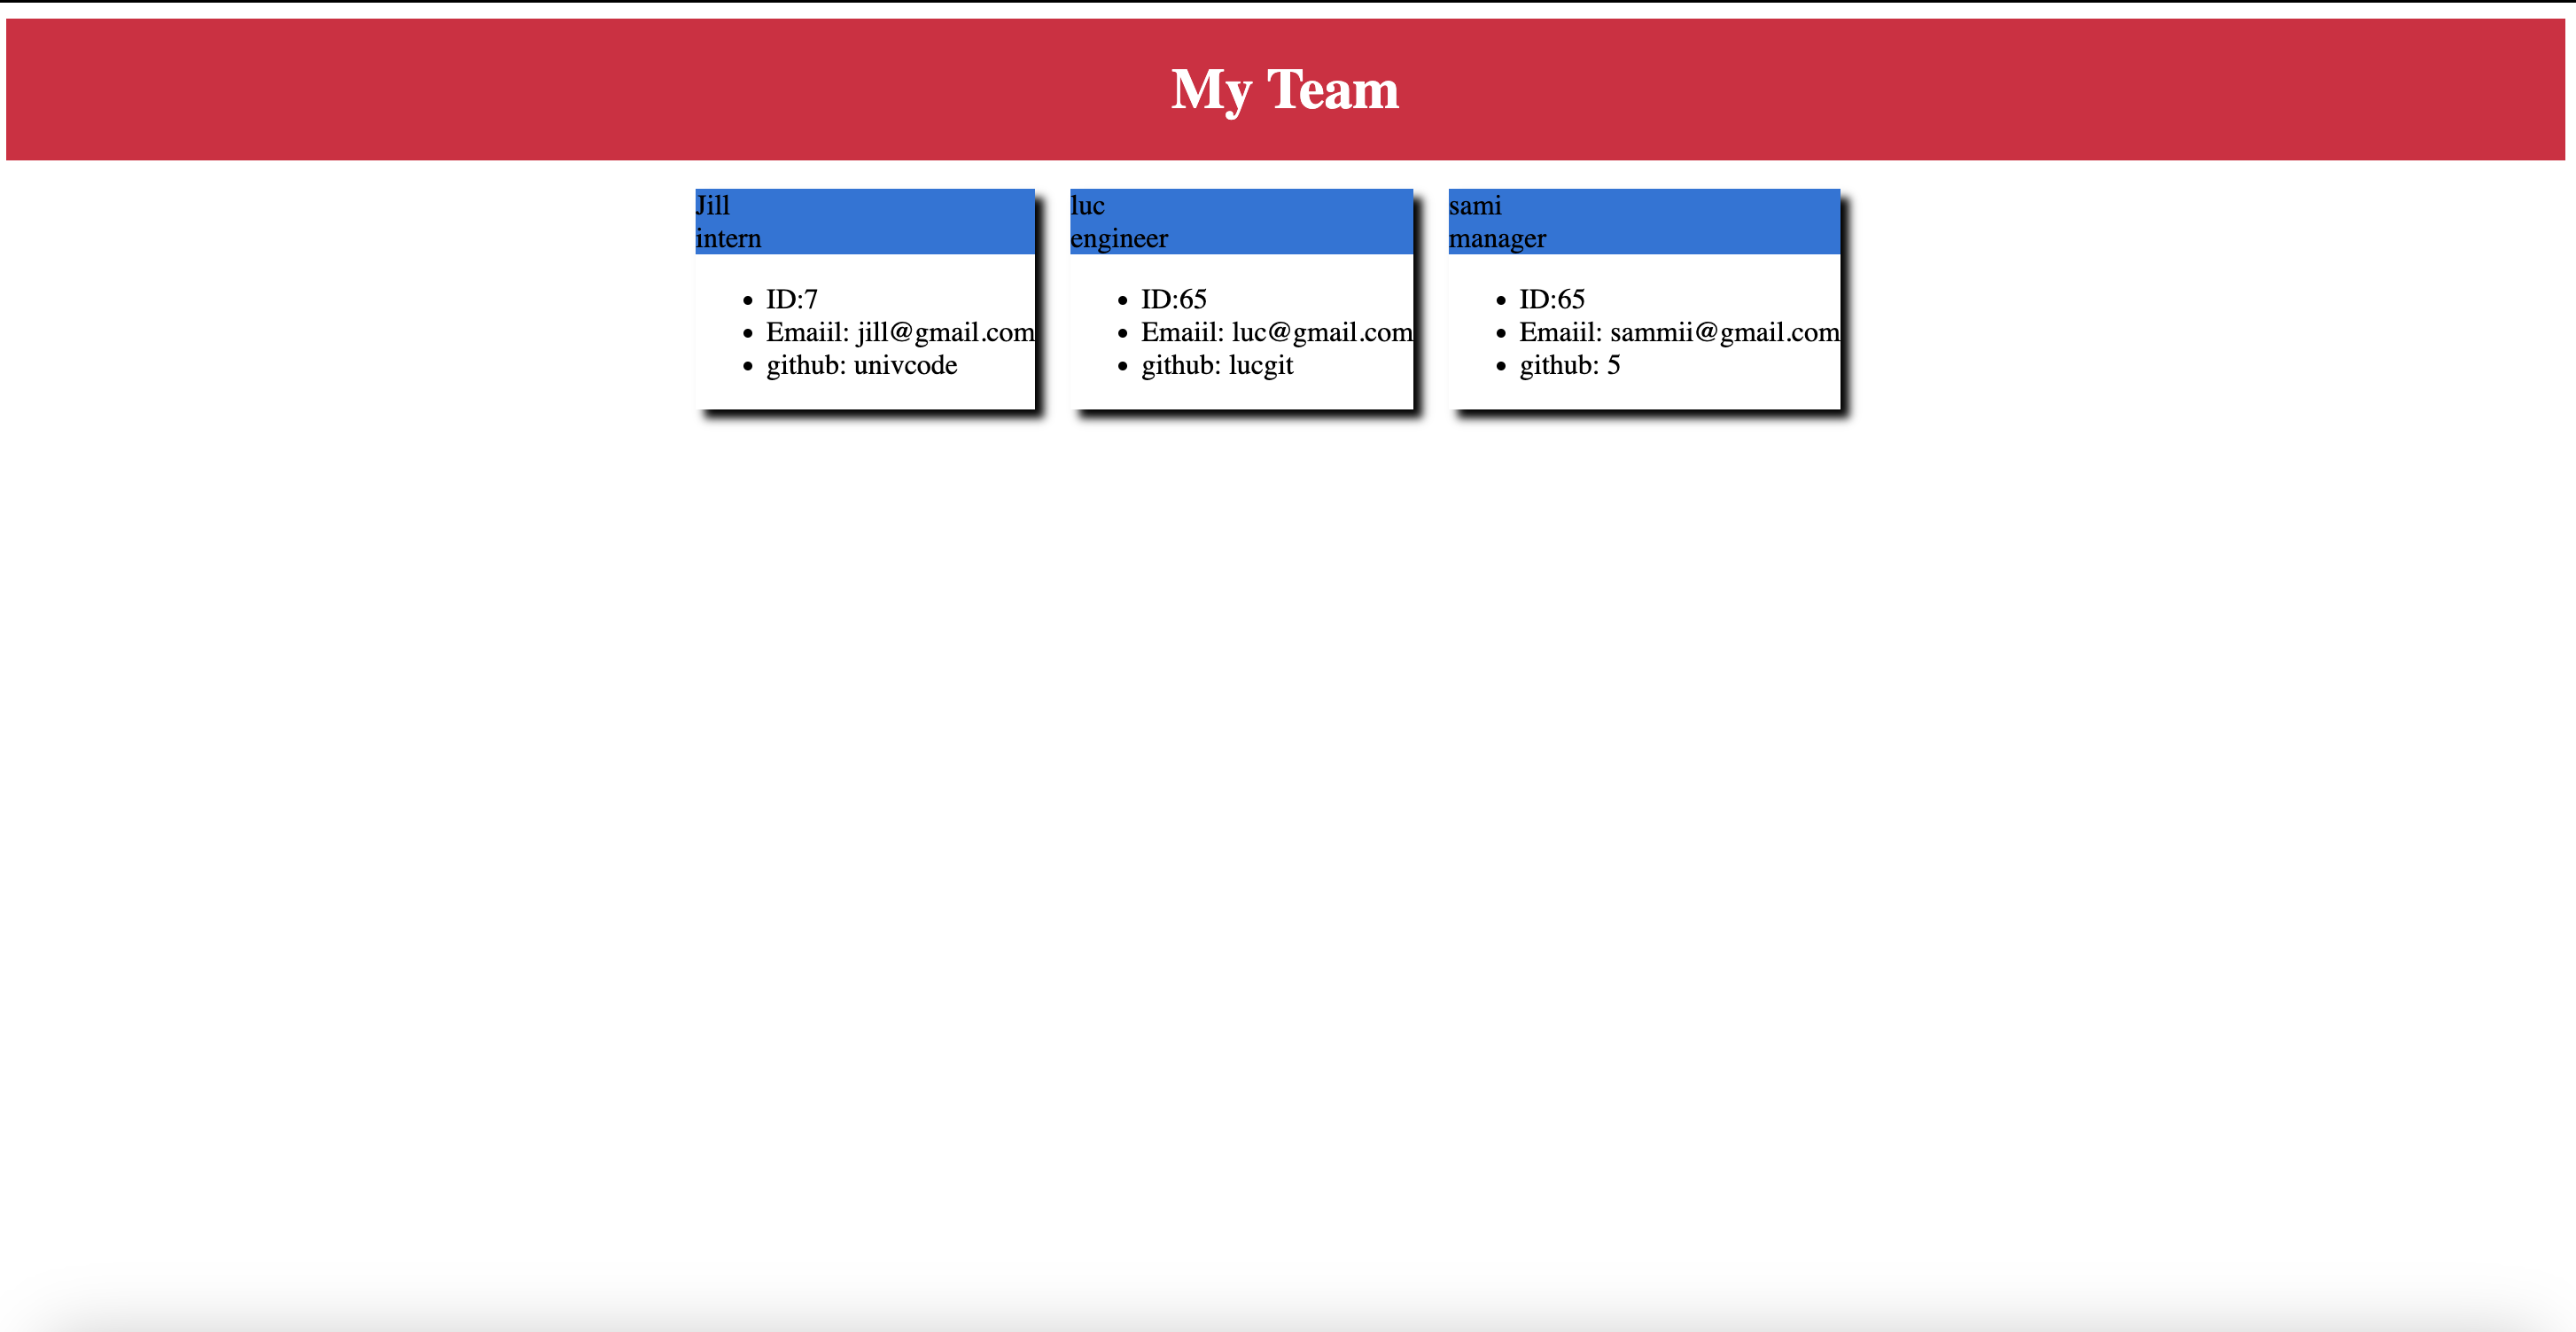 My Team
Jill
intern
ID:7
Emaiil: jill@gmail.com
github: univcode
luc
engineer
ID:65
Emaiil: luc@gmail.com
github: lucgit
sami
manager
ID:65
Emaiil: sammii@gmail.com
github: 5